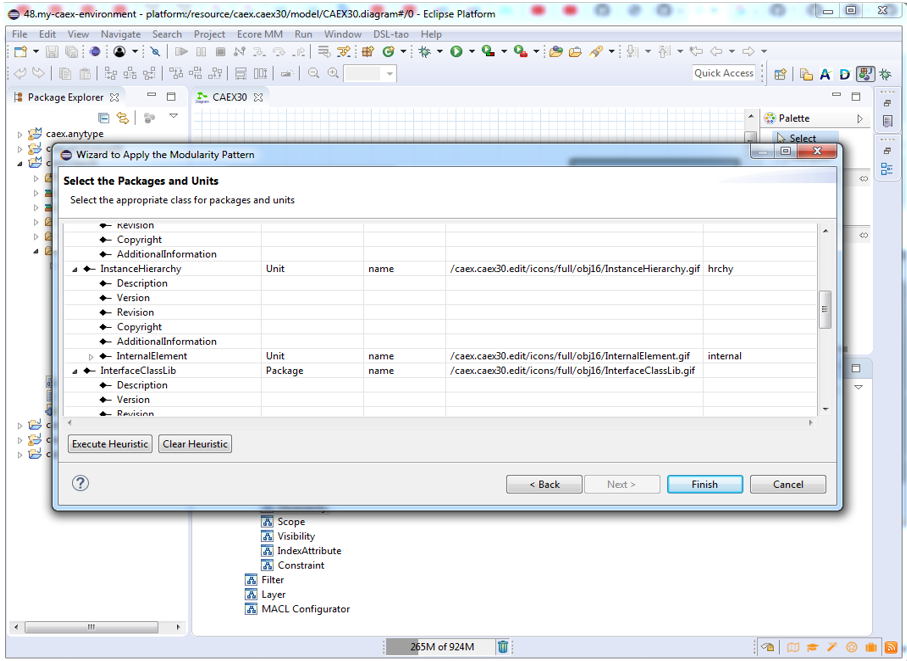 48.my-caex-environment - platform:/resource/caex.caex30/model/CAEX30.diagram#/0 - Eclipse Platform
File Edit View Navigate Search Project Ecore MM Run Window DSL-tao Help
Quick Access
Package Explorer
CAEX30
Palette
Select
caex.anytype
Wizard to Apply the Modularity Pattern
Select the Packages and Units
Select the appropriate class for packages and units
Revision
Copyright
AdditionalInformation
InstanceHierarchy Unit name /caex.caex30.edit/icons/full/obj16/InstanceHierarchy.gif hrchy
Description
Version
Revision
Copyright
AdditionalInformation
InternalElement Unit name /caex.caex30.edit/icons/full/obj16/InternalElement.gif internal
InterfaceClassLib Package name /caex.caex30.edit/icons/full/obj16/InterfaceClassLib.gif
Description
Version
Revision
Execute Heuristic Clear Heuristic
< Back Next > Finish Cancel
Scope
Visibility
IndexAttribute
Constraint
Filter
Layer
MACL Configurator
265M of 924M